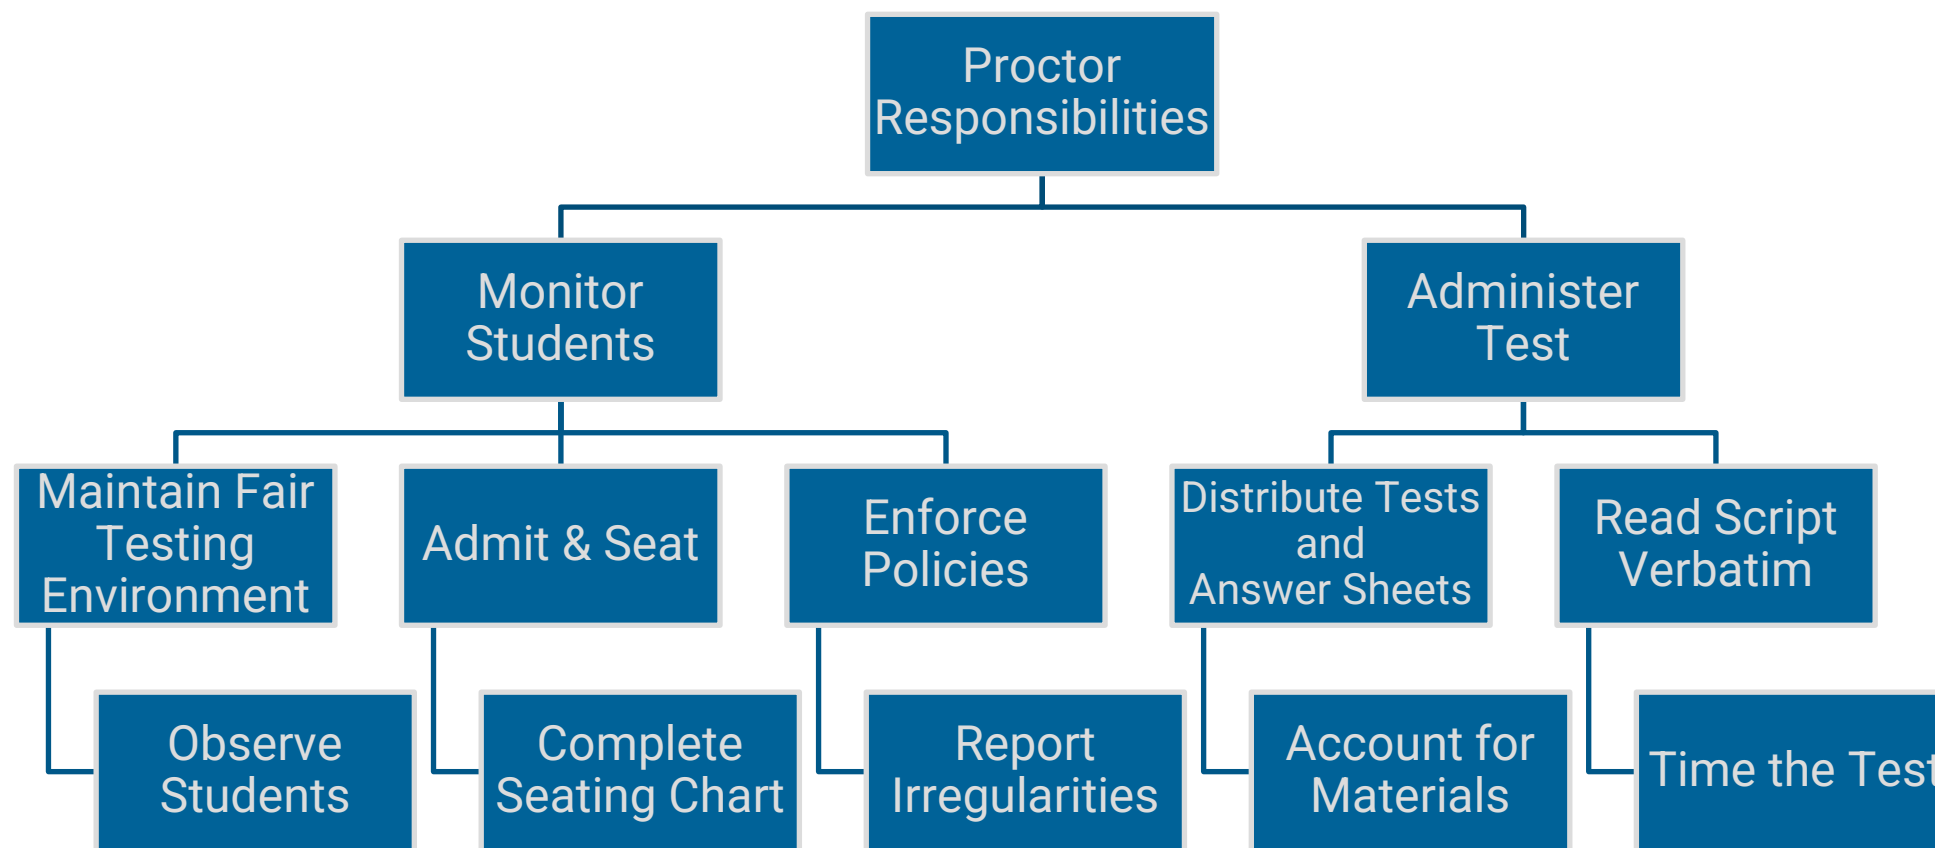 Proctor
Responsibilities
Monitor
Students
Administer
Test
Maintain Fair
Testing
Environment
Admit & Seat
Enforce
Policies
Distribute Tests
and
Answer Sheets
Read Script
Verbatim
Observe
Students
Complete
Seating Chart
Report
Irregularities
Account for
Materials
Time the Test